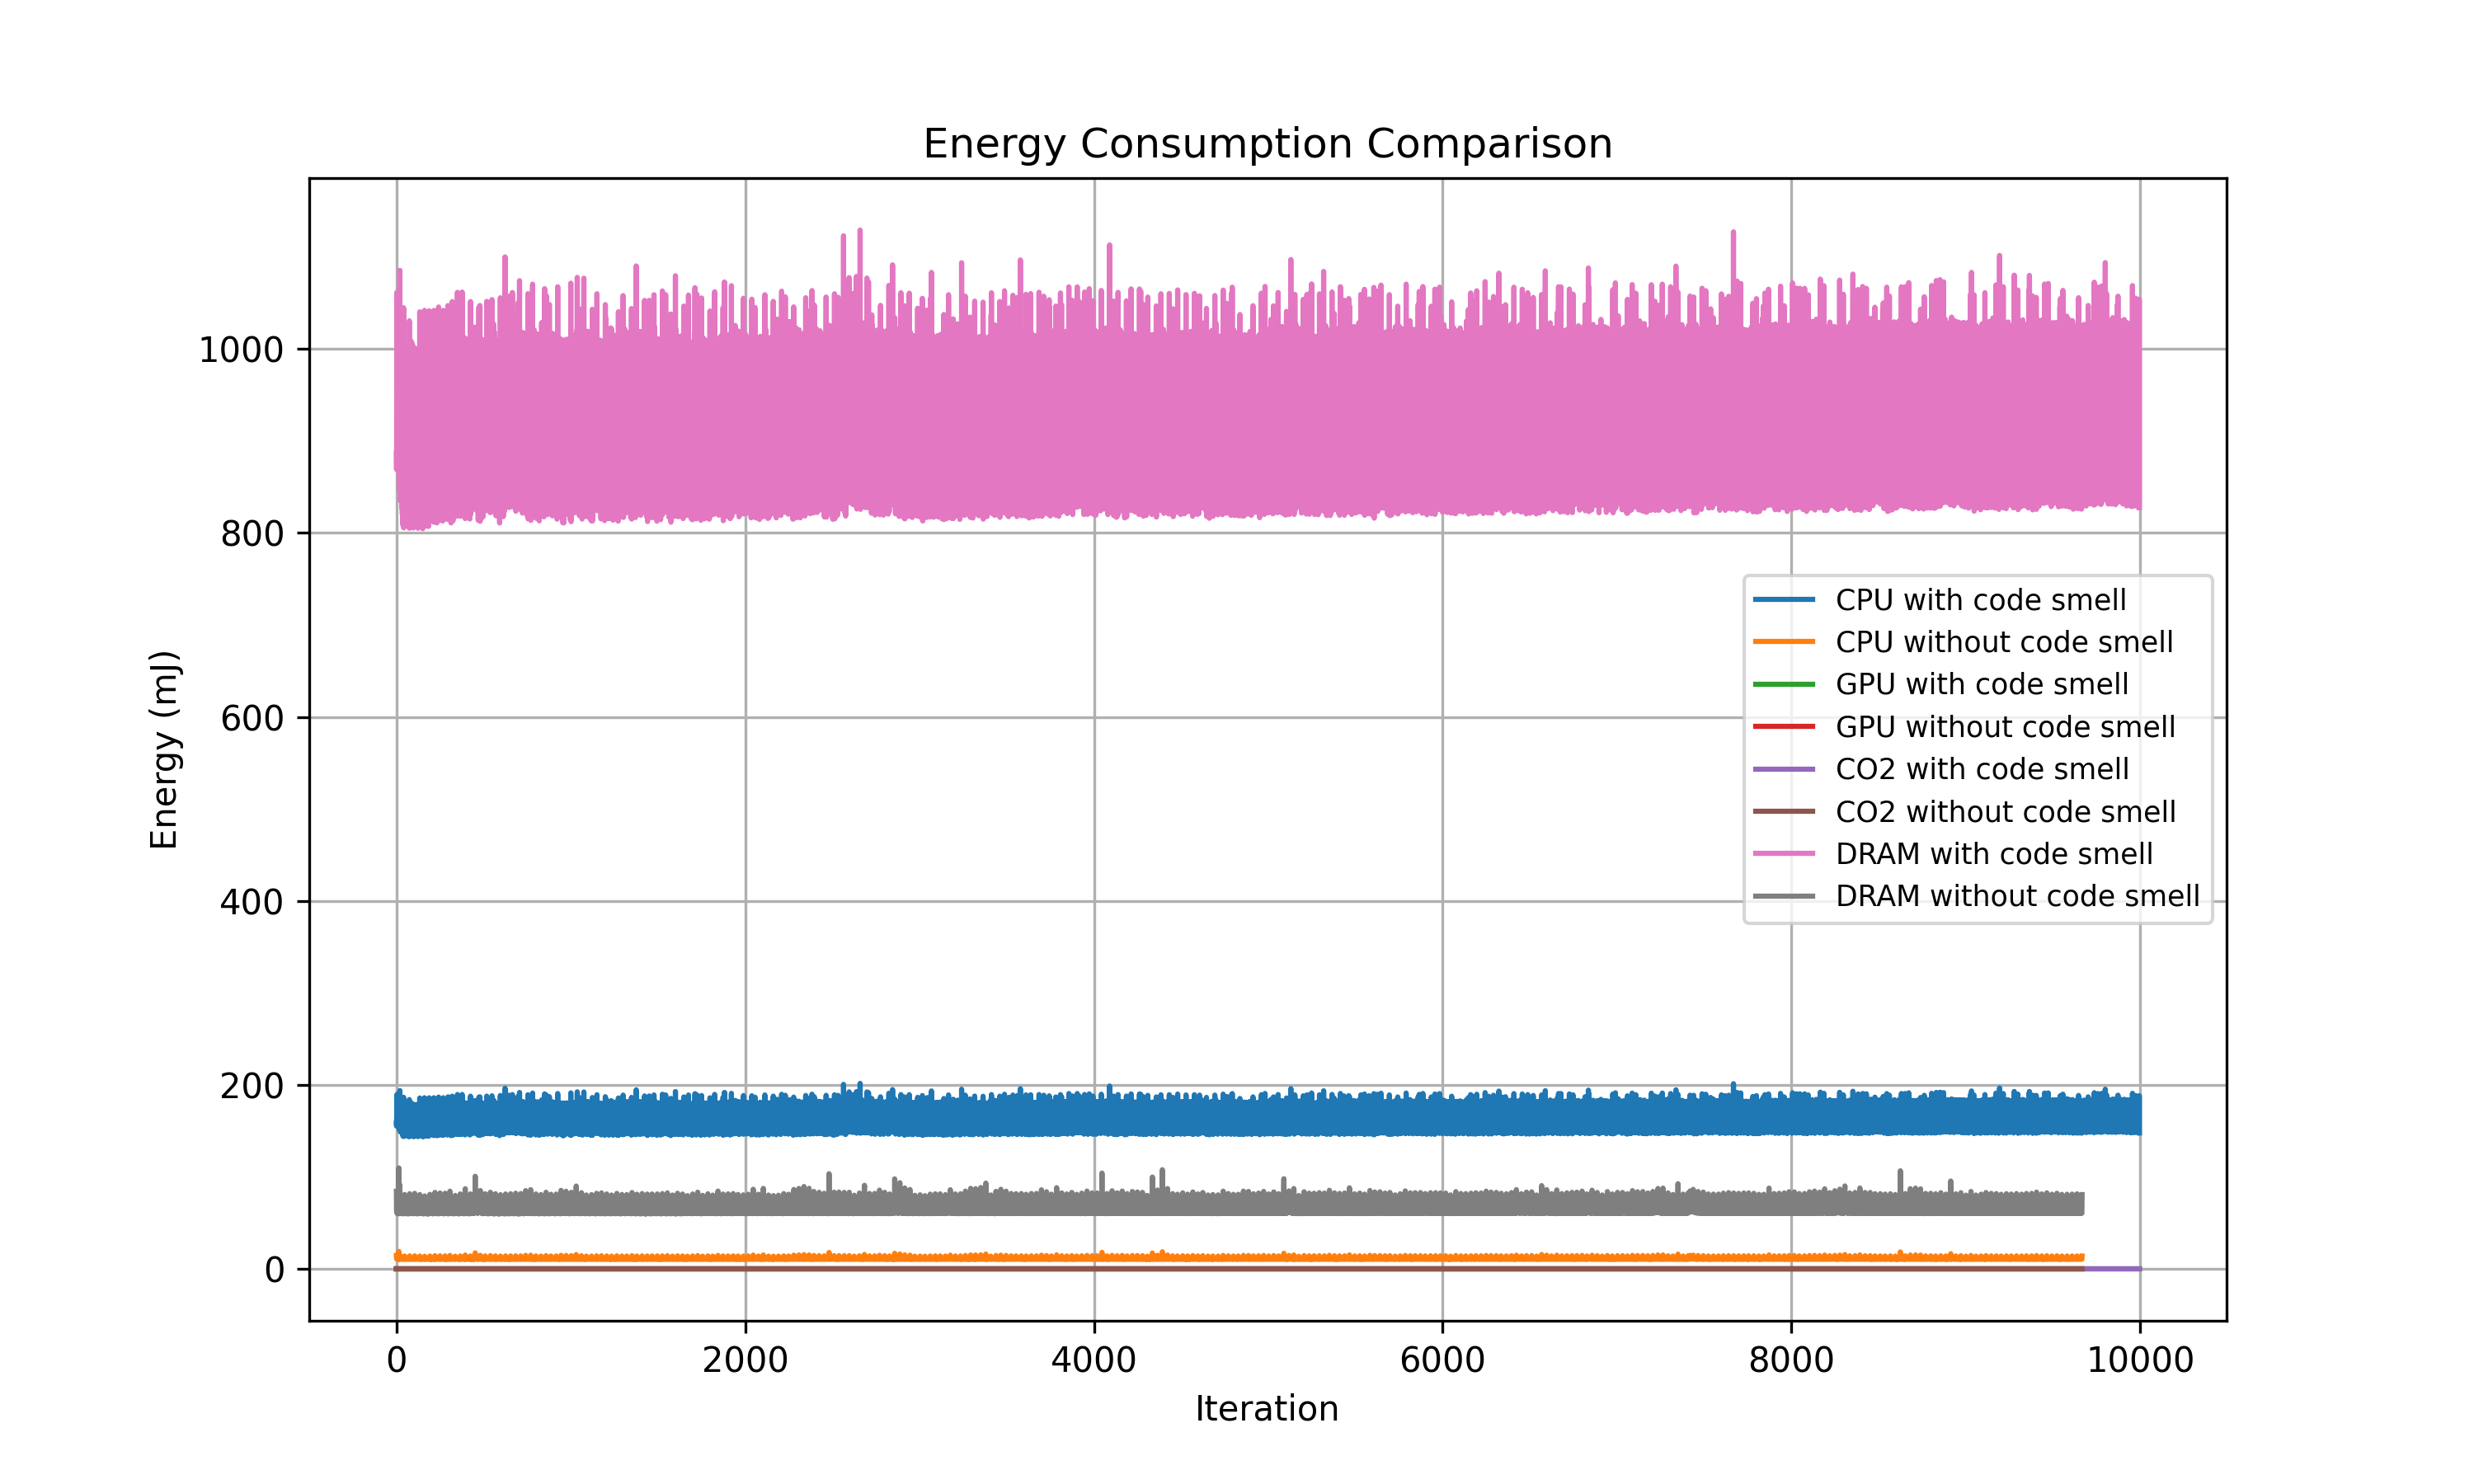 Energy Consumption Comparison
1000
800
600
400
200
0
Energy (mJ)
CPU with code smell
CPU without code smell
GPU with code smell
GPU without code smell
CO2 with code smell
CO2 without code smell
DRAM with code smell
DRAM without code smell
0 2000 4000 6000 8000 10000
Iteration